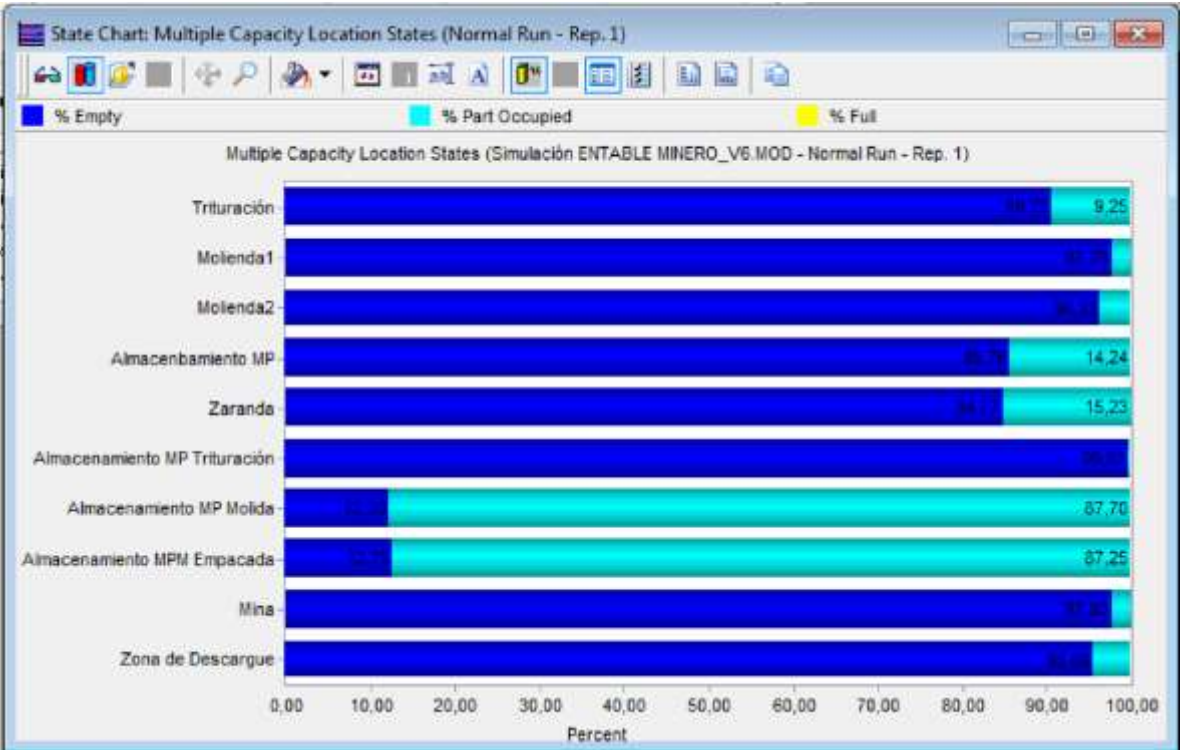 State Chart: Multiple Capacity Location States (Normal Run - Rep. 1)
% Empty % Part Occupied % Full
Multiple Capacity Location States (Simulación ENTABLE MINERO_V6.MOD - Normal Run - Rep. 1)
Trituración 9,25
Molienda1
Molienda2
Almacenbamiento MP 14,24
Zaranda 15,23
Almacenamiento MP Trituración
Almacenamiento MP Molida 87,70
Almacenamiento MPM Empacada 87,25
Mina
Zona de Descargue
0,00 10,00 20,00 30,00 40,00 50,00 60,00 70,00 80,00 90,00 100,00
Percent